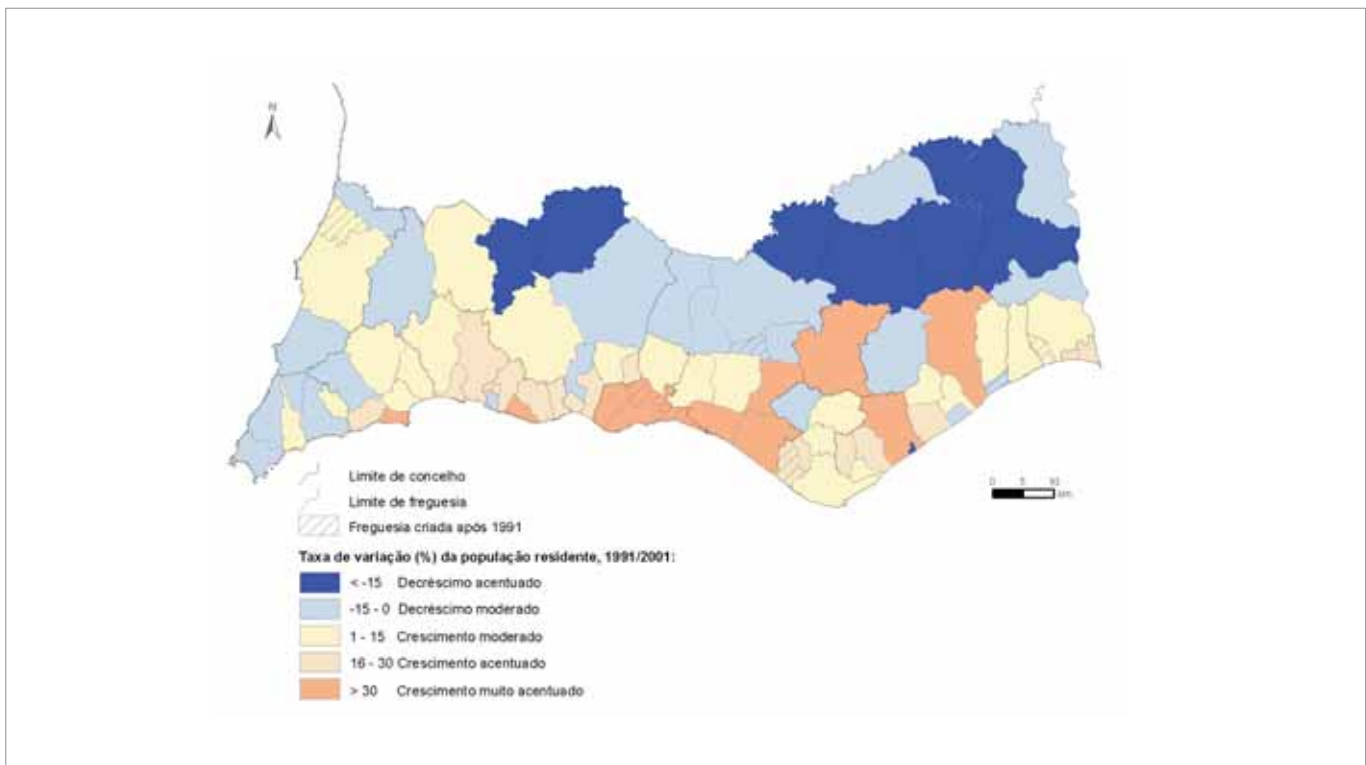 N
Limite de concelho
Limite de freguesia
Freguesia criada após 1991
0 5 10
km
Taxa de variação (%) da população residente, 1991/2001:
< -15 Decréscimo acentuado
-15 - 0 Decréscimo moderado
1 - 15 Crescimento moderado
16 - 30 Crescimento acentuado
> 30 Crescimento muito acentuado